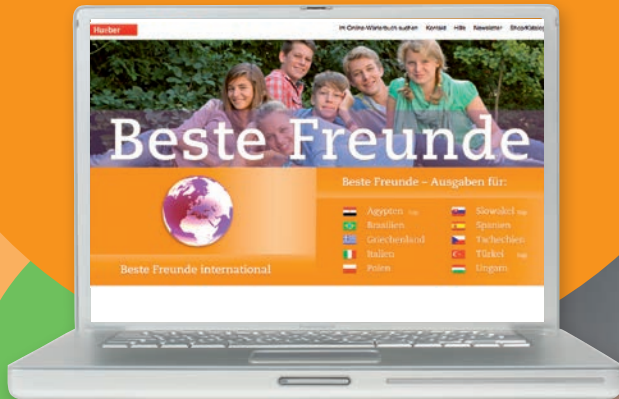 Hueber
Im Online-Wörterbuch suchen Kontakt Hilfe Newsletter Shop/Katalog
Beste Freunde
Beste Freunde – Ausgaben für:
Ägypten
Brasilien
Griechenland
Italien
Polen
Slowakei
Spanien
Tschechien
Türkei
Ungarn
Beste Freunde international